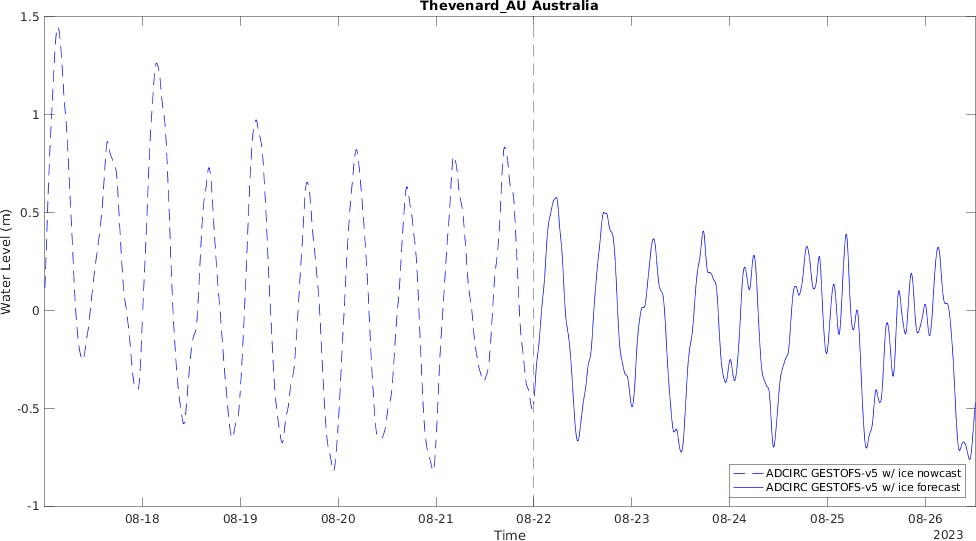 Thevenard_AU Australia
1.5
1
0.5
0
-0.5
-1
Water Level (m)
08-18 08-19 08-20 08-21 08-22 08-23 08-24 08-25 08-26
Time
2023
ADCIRC GESTOFS-v5 w/ ice nowcast
ADCIRC GESTOFS-v5 w/ ice forecast